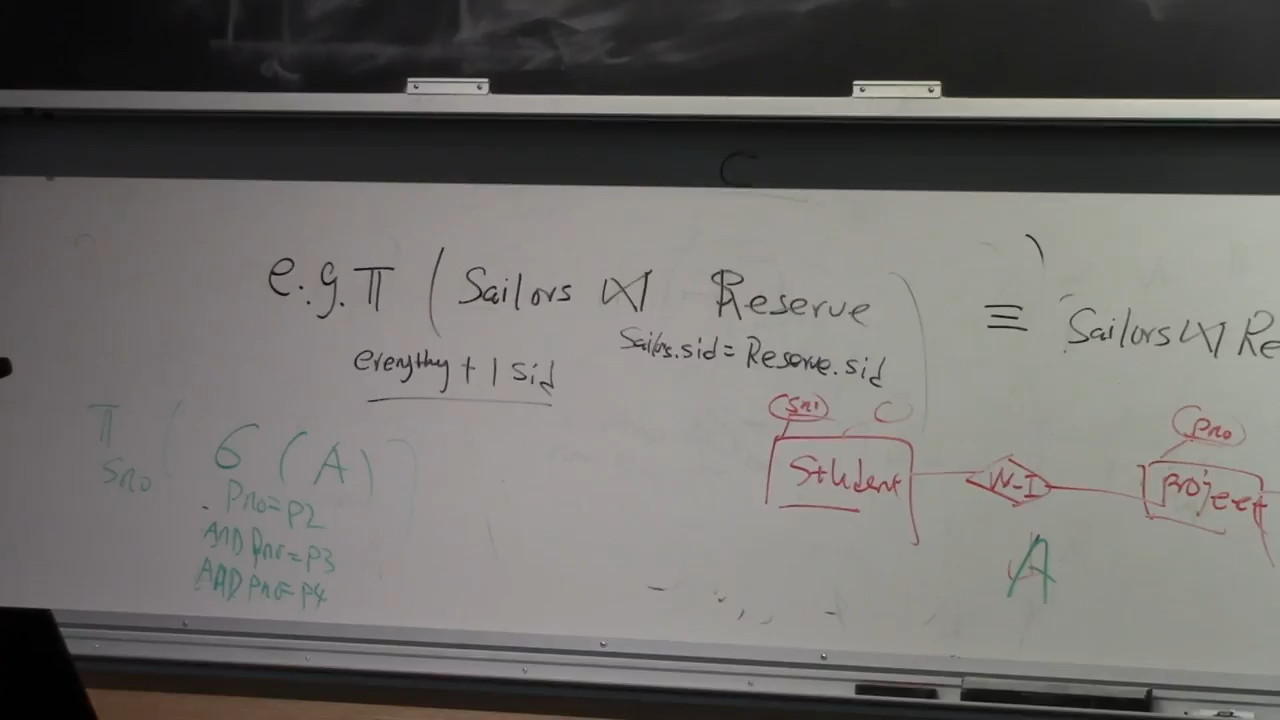 C
e.g. π ( Sailors ⋈ Reserve ) ≡ Sailors ⋈ Re
everything + 1 sid
Sailors.sid = Reserve.sid
π sno ( σ (A) )
Pno=P2
AND Pno=P3
AND Pno=P4
sno
Student
pno
Project
A